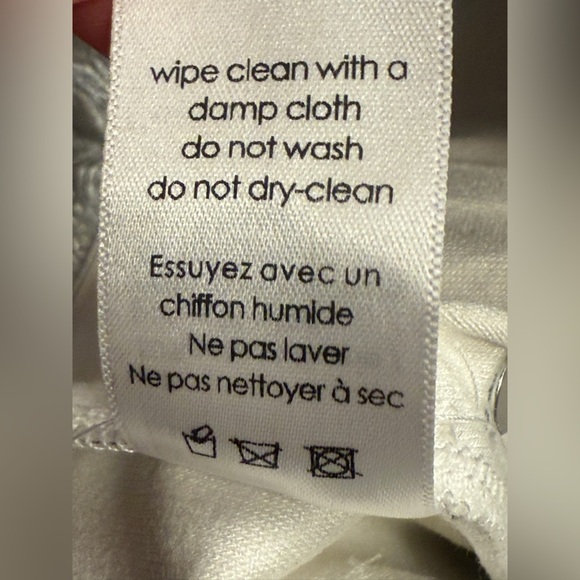 wipe clean with a
damp cloth
do not wash
do not dry-clean
Essuyez avec un
chiffon humide
Ne pas laver
Ne pas nettoyer à sec